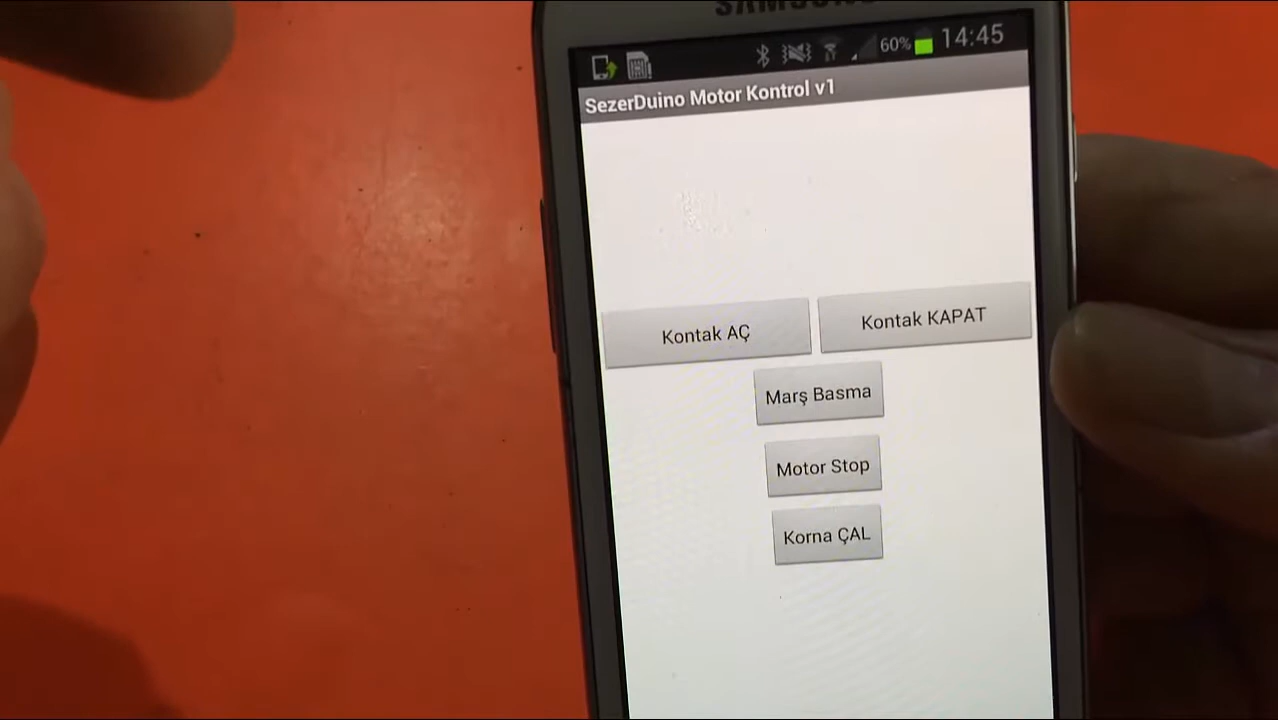 SAMSUNG
60% 14:45
SezerDuino Motor Kontrol v1
Kontak AÇ Kontak KAPAT
Marş Basma
Motor Stop
Korna ÇAL